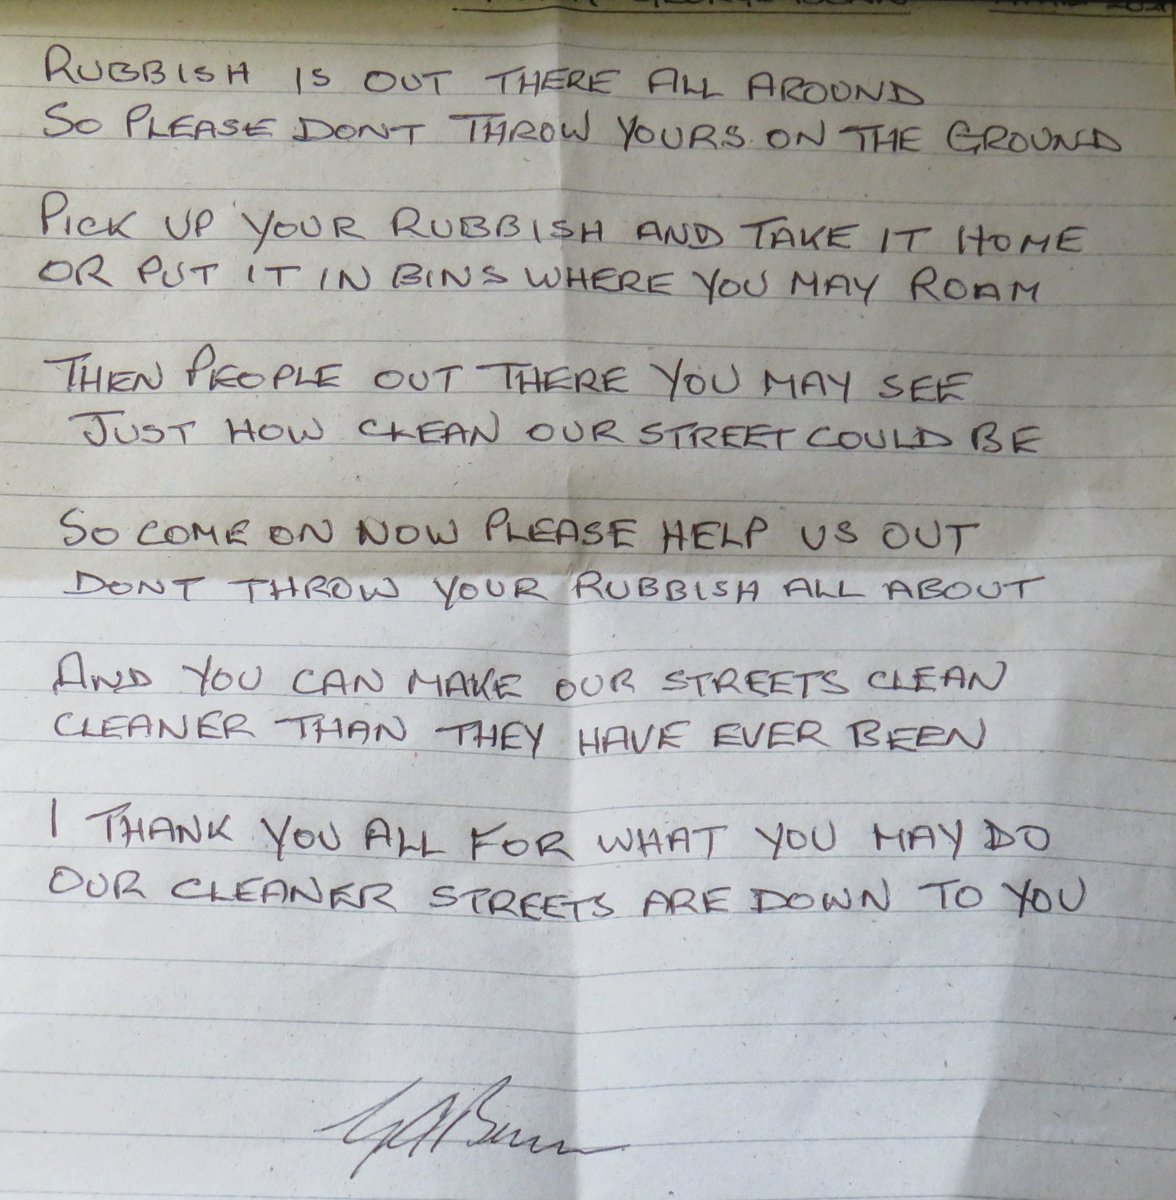 RUBBISH IS OUT THERE ALL AROUND
SO PLEASE DONT THROW YOURS ON THE GROUND
PICK UP YOUR RUBBISH AND TAKE IT HOME
OR PUT IT IN BINS WHERE YOU MAY ROAM
THEN PEOPLE OUT THERE YOU MAY SEE
JUST HOW CLEAN OUR STREET COULD BE
SO COME ON NOW PLEASE HELP US OUT
DONT THROW YOUR RUBBISH ALL ABOUT
AND YOU CAN MAKE OUR STREETS CLEAN
CLEANER THAN THEY HAVE EVER BEEN
I THANK YOU ALL FOR WHAT YOU MAY DO
OUR CLEANER STREETS ARE DOWN TO YOU